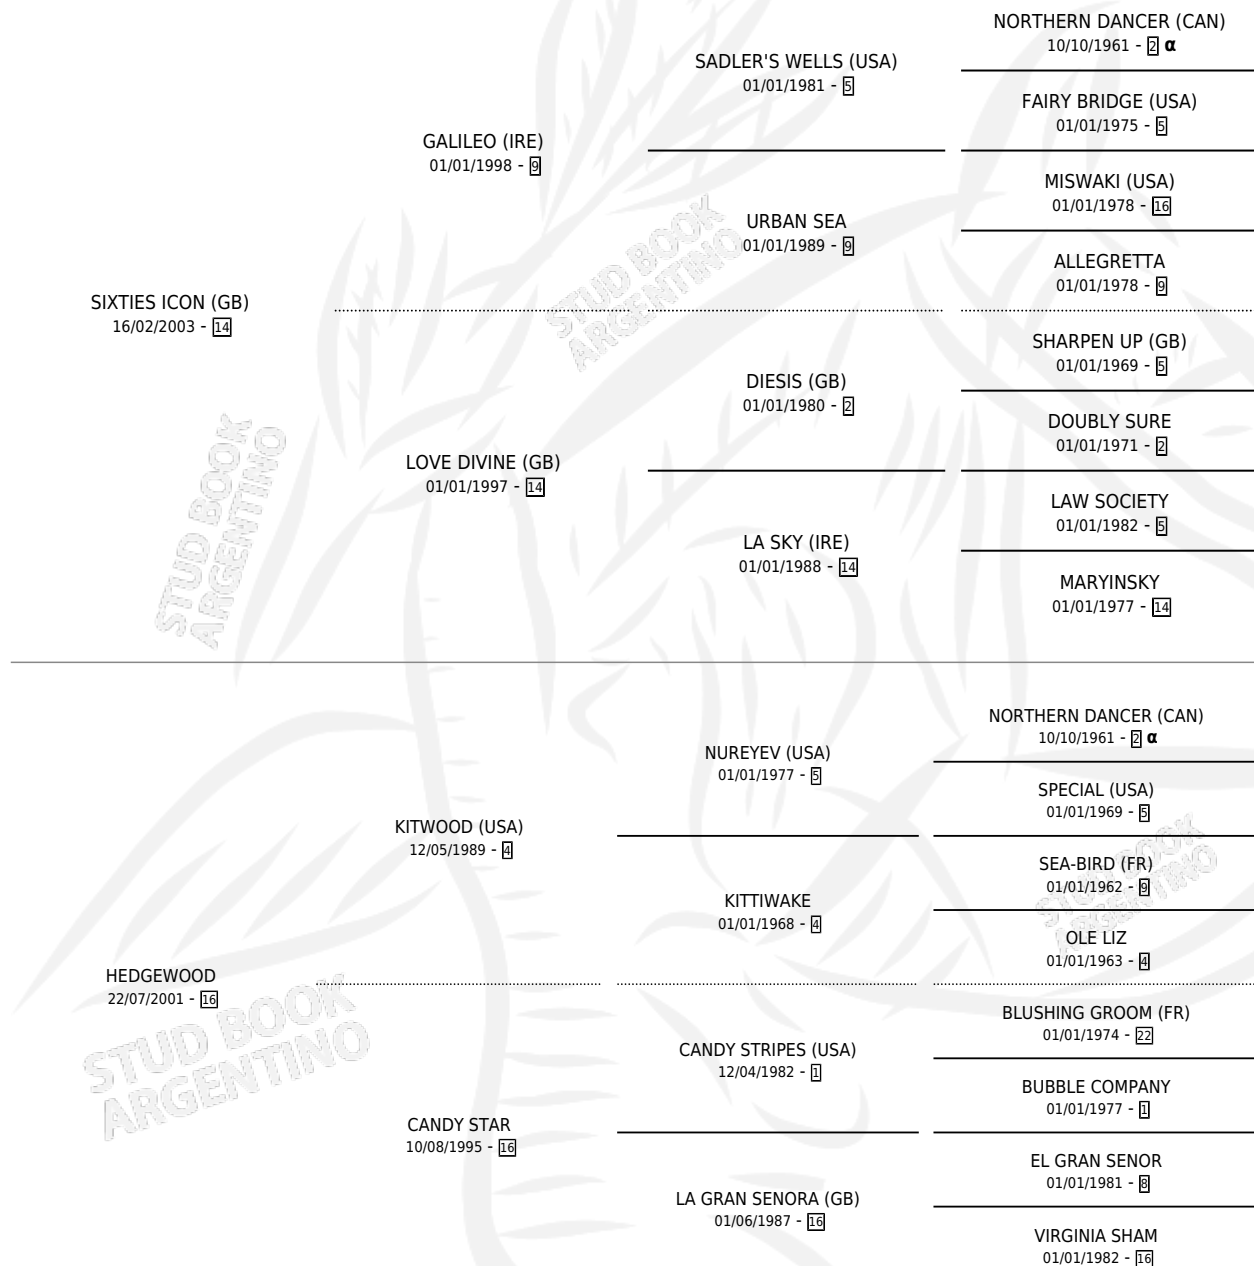 NORTHERN DANCER (CAN)
10/10/1961 - 2 α
SADLER'S WELLS (USA)
01/01/1981 - 5
FAIRY BRIDGE (USA)
01/01/1975 - 5
GALILEO (IRE)
01/01/1998 - 9
MISWAKI (USA)
01/01/1978 - 16
URBAN SEA
01/01/1989 - 9
ALLEGRETTA
01/01/1978 - 9
SIXTIES ICON (GB)
16/02/2003 - 14
SHARPEN UP (GB)
01/01/1969 - 5
DIESIS (GB)
01/01/1980 - 2
DOUBLY SURE
01/01/1971 - 2
LOVE DIVINE (GB)
01/01/1997 - 14
LAW SOCIETY
01/01/1982 - 5
LA SKY (IRE)
01/01/1988 - 14
MARYINSKY
01/01/1977 - 14
STUD BOOK
ARGENTINO
STUD BOOK
ARGENTINO
NORTHERN DANCER (CAN)
10/10/1961 - 2 α
NUREYEV (USA)
01/01/1977 - 5
SPECIAL (USA)
01/01/1969 - 5
KITWOOD (USA)
12/05/1989 - 4
SEA-BIRD (FR)
01/01/1962 - 9
KITTIWAKE
01/01/1968 - 4
OLE LIZ
01/01/1963 - 4
HEDGEWOOD
22/07/2001 - 16
BLUSHING GROOM (FR)
01/01/1974 - 22
CANDY STRIPES (USA)
12/04/1982 - 1
BUBBLE COMPANY
01/01/1977 - 1
CANDY STAR
10/08/1995 - 16
EL GRAN SENOR
01/01/1981 - 8
LA GRAN SENORA (GB)
01/06/1987 - 16
VIRGINIA SHAM
01/01/1982 - 16
STUD BOOK
ARGENTINO
STUD BOOK
ARGENTINO